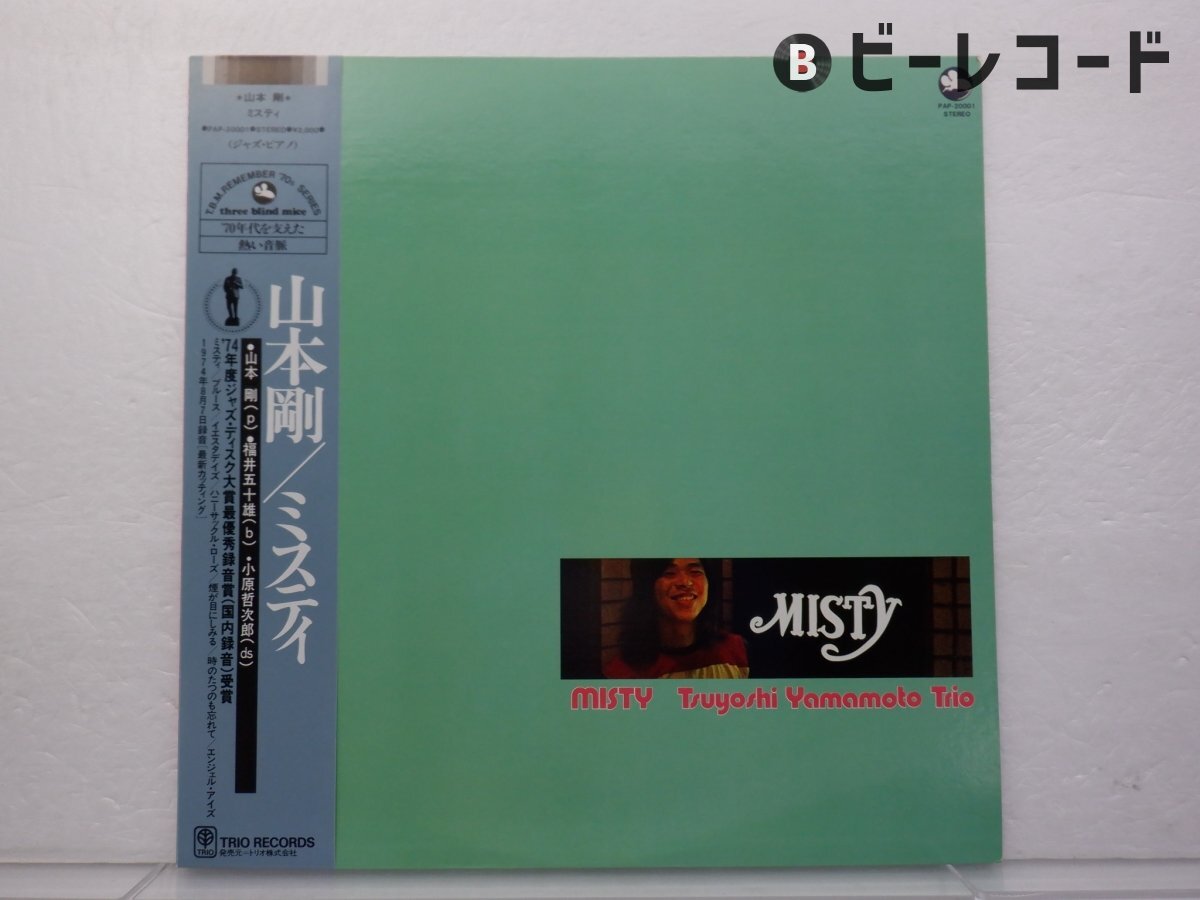 B ビーレコード
★山本 剛★
ミスティ
●PAP-20001●STEREO●¥2,000●
(ジャズ・ピアノ)
T.B.M. REMEMBER '70s SERIES
three blind mice
'70年代を支えた
熱い音脈
山本剛/ミスティ
●山本 剛(p)●福井五十雄(b)●小原哲次郎(ds)
'74年度ジャズ・ディスク大賞最優秀録音賞(国内録音)受賞
ミスティ/ブルース/イエスタデイズ/ハニーサックル・ローズ/煙が目にしみる/時のたつのも忘れて/エンジェル・アイズ
1974年8月7日録音[最新カッティング]
TRIO
TRIO RECORDS
発売元—トリオ株式会社
PAP-20001
STEREO
MISTY
MISTY Tsuyoshi Yamamoto Trio